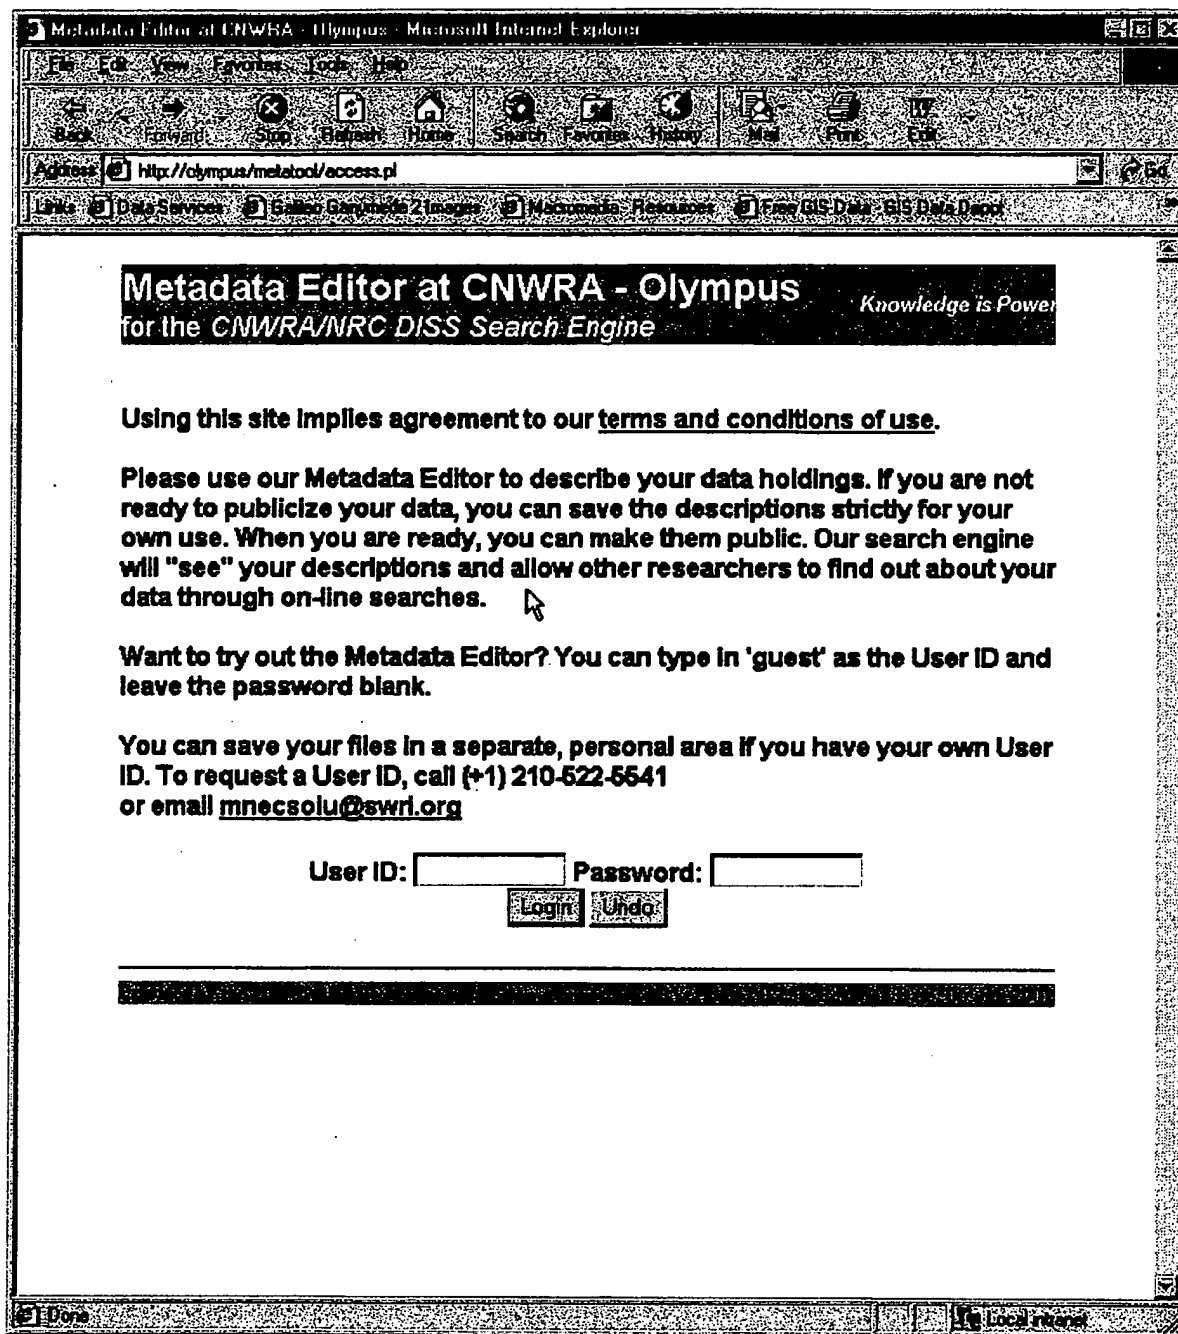 Metadata Editor at CNWRA - Olympus - Microsoft Internet Explorer
File Edit View Favorites Tools Help
Back Forward Stop Refresh Home Search Favorites History Mail Print Edit
Address http://olympus/metatool/access.pl Go
Links Data Services Galileo Ganymede 2 Images Macromedia Resources Free GIS Data - GIS Data Depot
Metadata Editor at CNWRA - Olympus
Knowledge is Power
for the CNWRA/NRC DISS Search Engine
Using this site implies agreement to our terms and conditions of use.
Please use our Metadata Editor to describe your data holdings. If you are not
ready to publicize your data, you can save the descriptions strictly for your
own use. When you are ready, you can make them public. Our search engine
will "see" your descriptions and allow other researchers to find out about your
data through on-line searches.
Want to try out the Metadata Editor? You can type in 'guest' as the User ID and
leave the password blank.
You can save your files in a separate, personal area if you have your own User
ID. To request a User ID, call (+1) 210-522-5541
or email mnecsoiu@swri.org
User ID: Password:
Login Undo
Done Local intranet